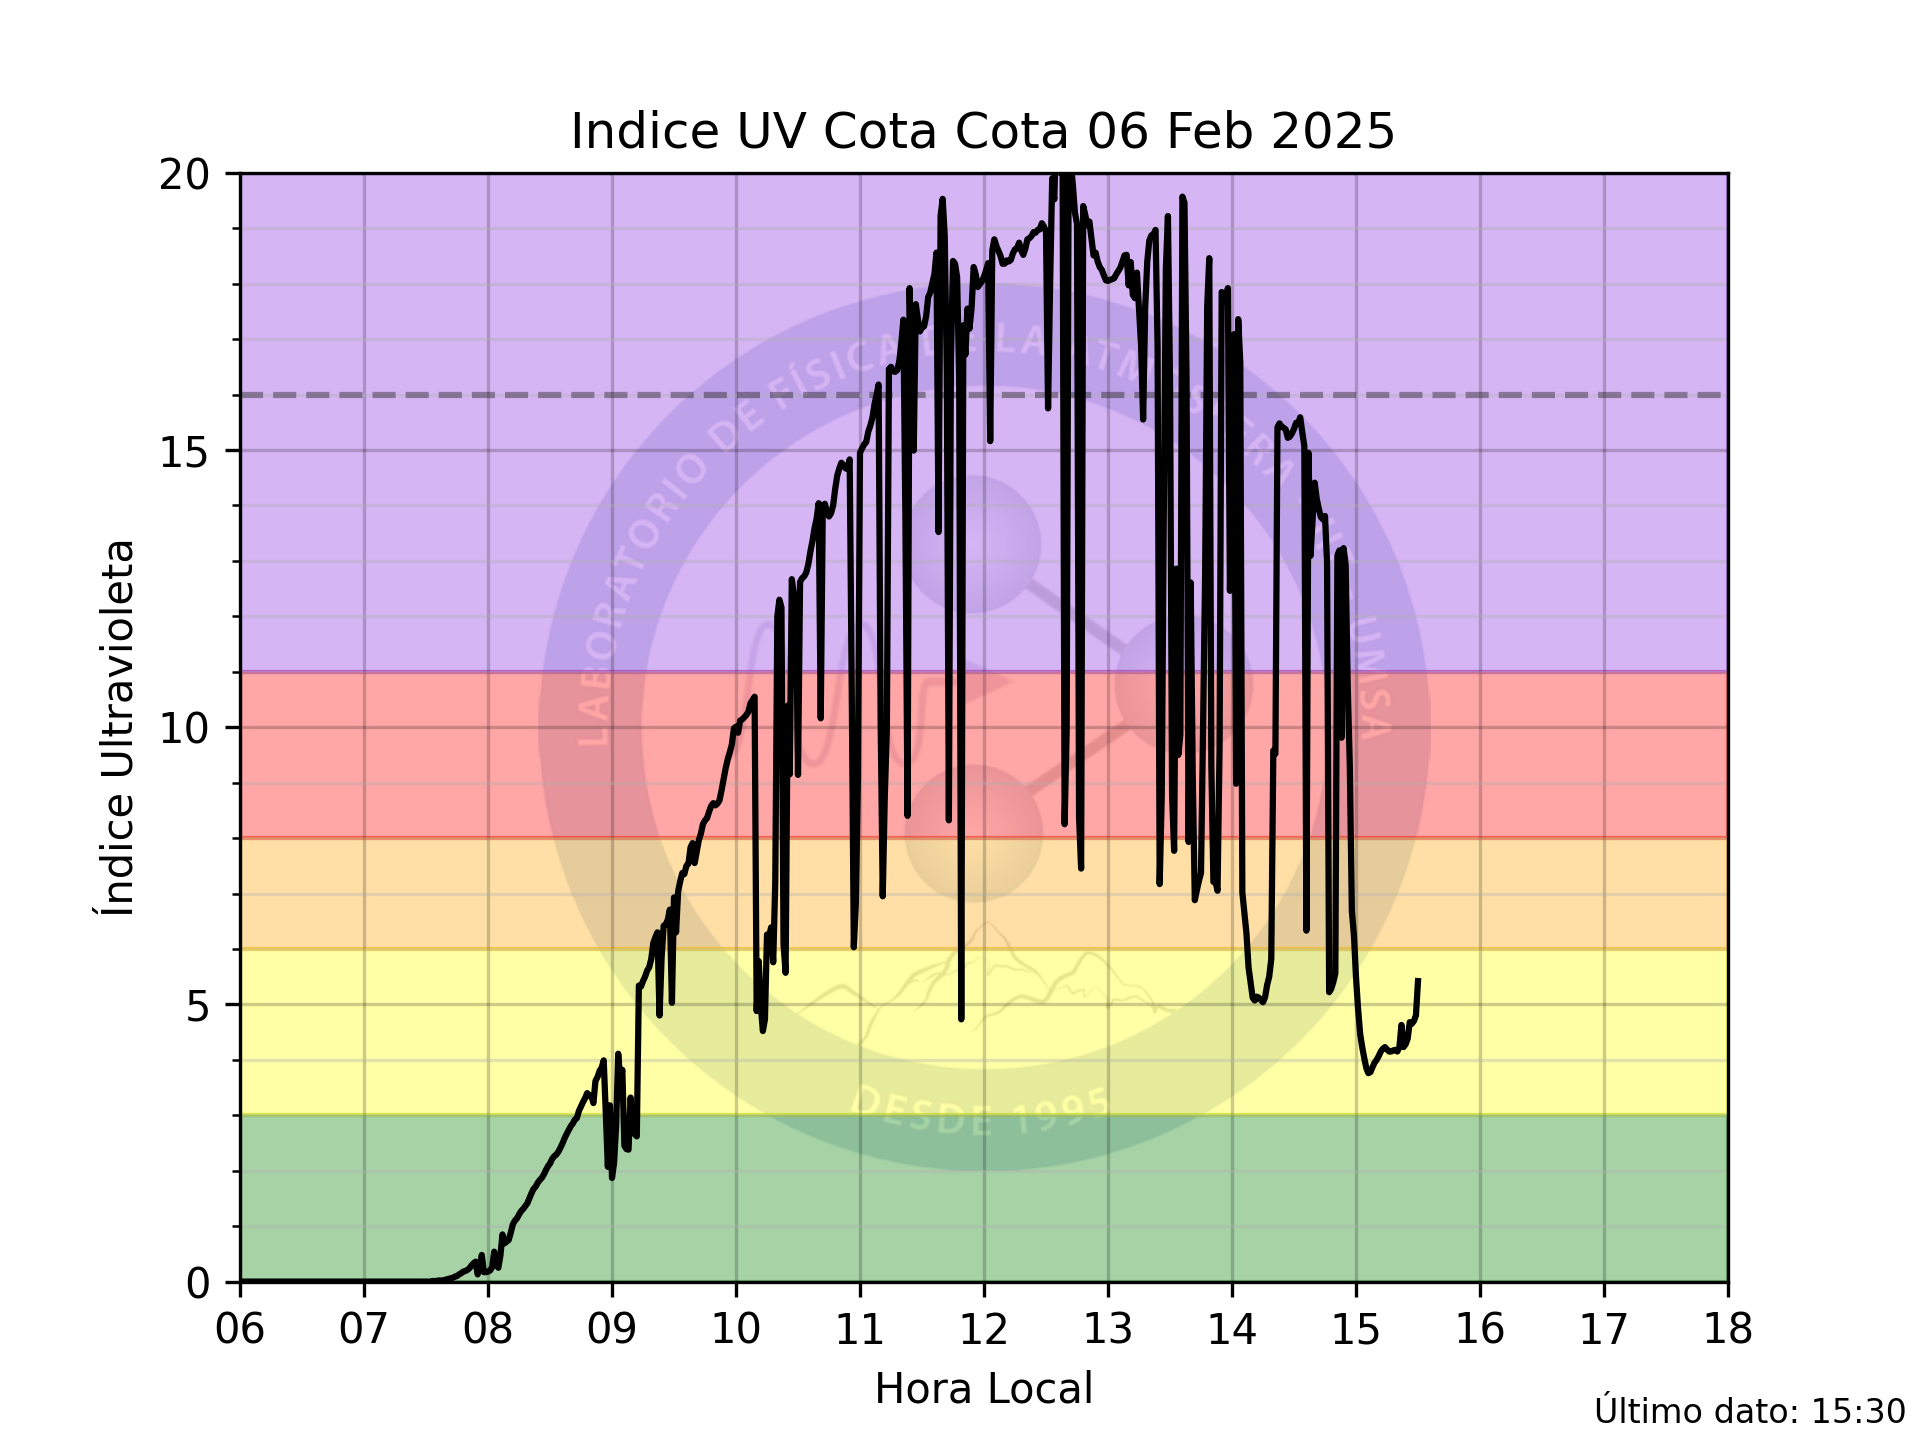 Indice UV Cota Cota 06 Feb 2025
20
15
10
5
0
Índice Ultravioleta
LABORATORIO DE FÍSICA DE LA ATMÓSFERA UMSA
DESDE 1995
06 07 08 09 10 11 12 13 14 15 16 17 18
Hora Local
Último dato: 15:30